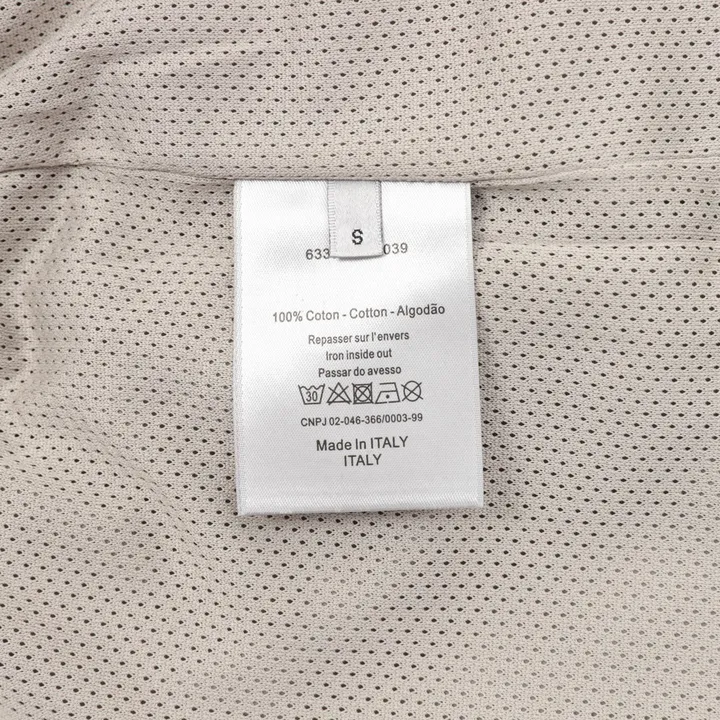 S
633 039
100% Coton - Cotton - Algodão
Repasser sur l'envers
Iron inside out
Passar do avesso
30
CNPJ 02-046-366/0003-99
Made In ITALY
ITALY